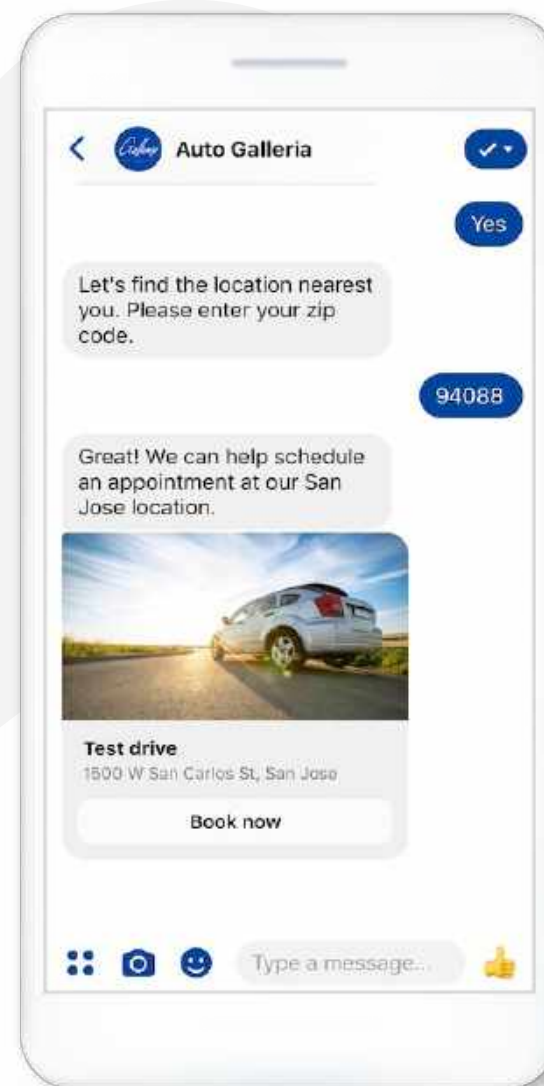 Auto Galleria
Yes
Let's find the location nearest
you. Please enter your zip
code.
94088
Great! We can help schedule
an appointment at our San
Jose location.
Test drive
1500 W San Carlos St, San Jose
Book now
Type a message...